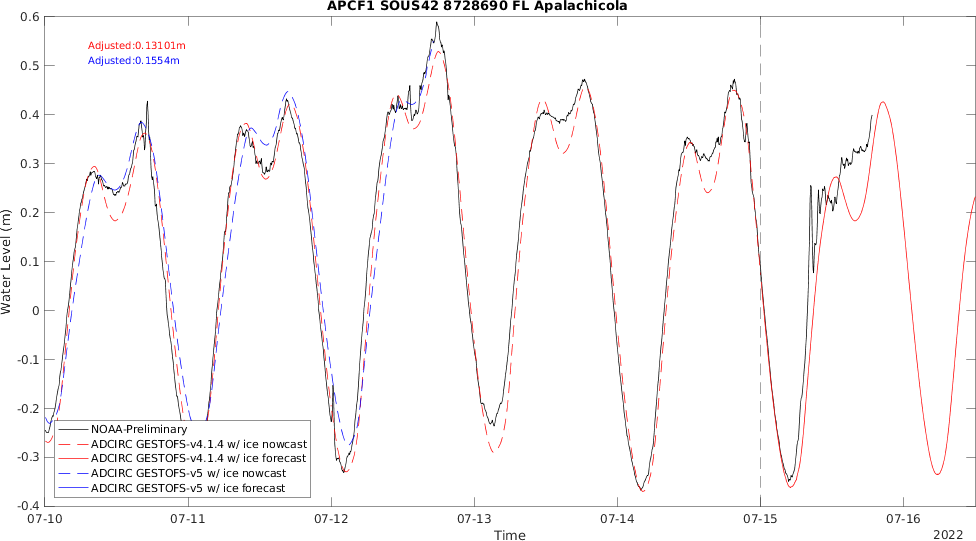 APCF1 SOUS42 8728690 FL Apalachicola
Adjusted:0.13101m
Adjusted:0.1554m
0.6
0.5
0.4
0.3
0.2
0.1
0
-0.1
-0.2
-0.3
-0.4
Water Level (m)
NOAA-Preliminary
ADCIRC GESTOFS-v4.1.4 w/ ice nowcast
ADCIRC GESTOFS-v4.1.4 w/ ice forecast
ADCIRC GESTOFS-v5 w/ ice nowcast
ADCIRC GESTOFS-v5 w/ ice forecast
07-10 07-11 07-12 07-13 07-14 07-15 07-16
Time
2022